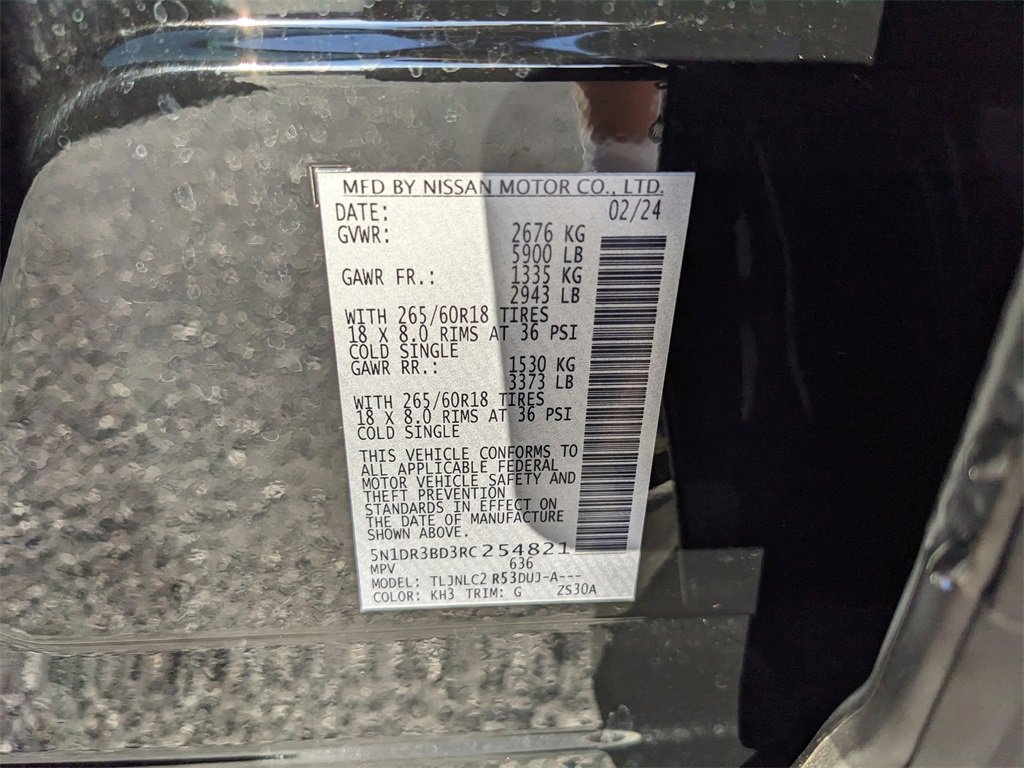 MFD BY NISSAN MOTOR CO., LTD.
DATE: 02/24
GVWR: 2676 KG
5900 LB
GAWR FR.: 1335 KG
2943 LB
WITH 265/60R18 TIRES
18 X 8.0 RIMS AT 36 PSI
COLD SINGLE
GAWR RR.: 1530 KG
3373 LB
WITH 265/60R18 TIRES
18 X 8.0 RIMS AT 36 PSI
COLD SINGLE
THIS VEHICLE CONFORMS TO
ALL APPLICABLE FEDERAL
MOTOR VEHICLE SAFETY AND
THEFT PREVENTION
STANDARDS IN EFFECT ON
THE DATE OF MANUFACTURE
SHOWN ABOVE.
5N1DR3BD3RC254821
MPV 636
MODEL: TLJNLC2 R53DUJ-A---
COLOR: KH3 TRIM: G ZS30A